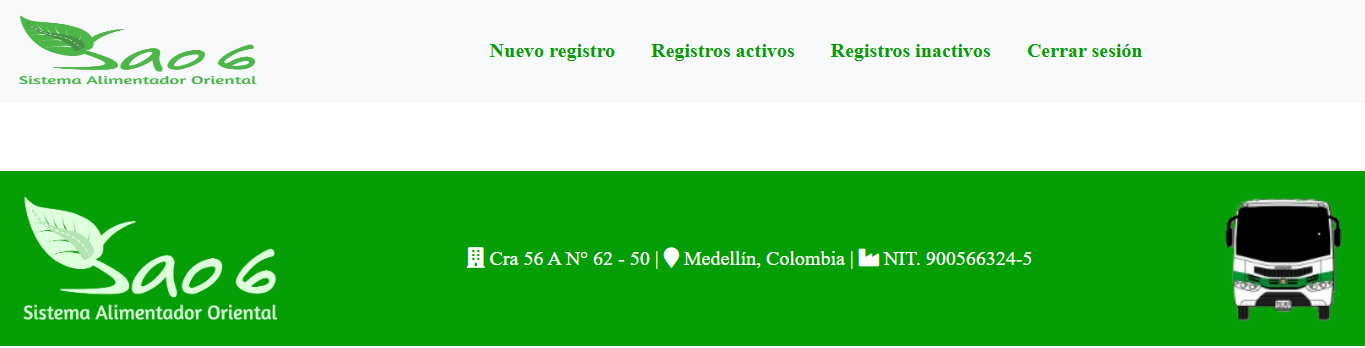 Sao 6
Sistema Alimentador Oriental
Nuevo registro Registros activos Registros inactivos Cerrar sesión
Sao 6
Sistema Alimentador Oriental
Cra 56 A N° 62 - 50 | Medellín, Colombia | NIT. 900566324-5